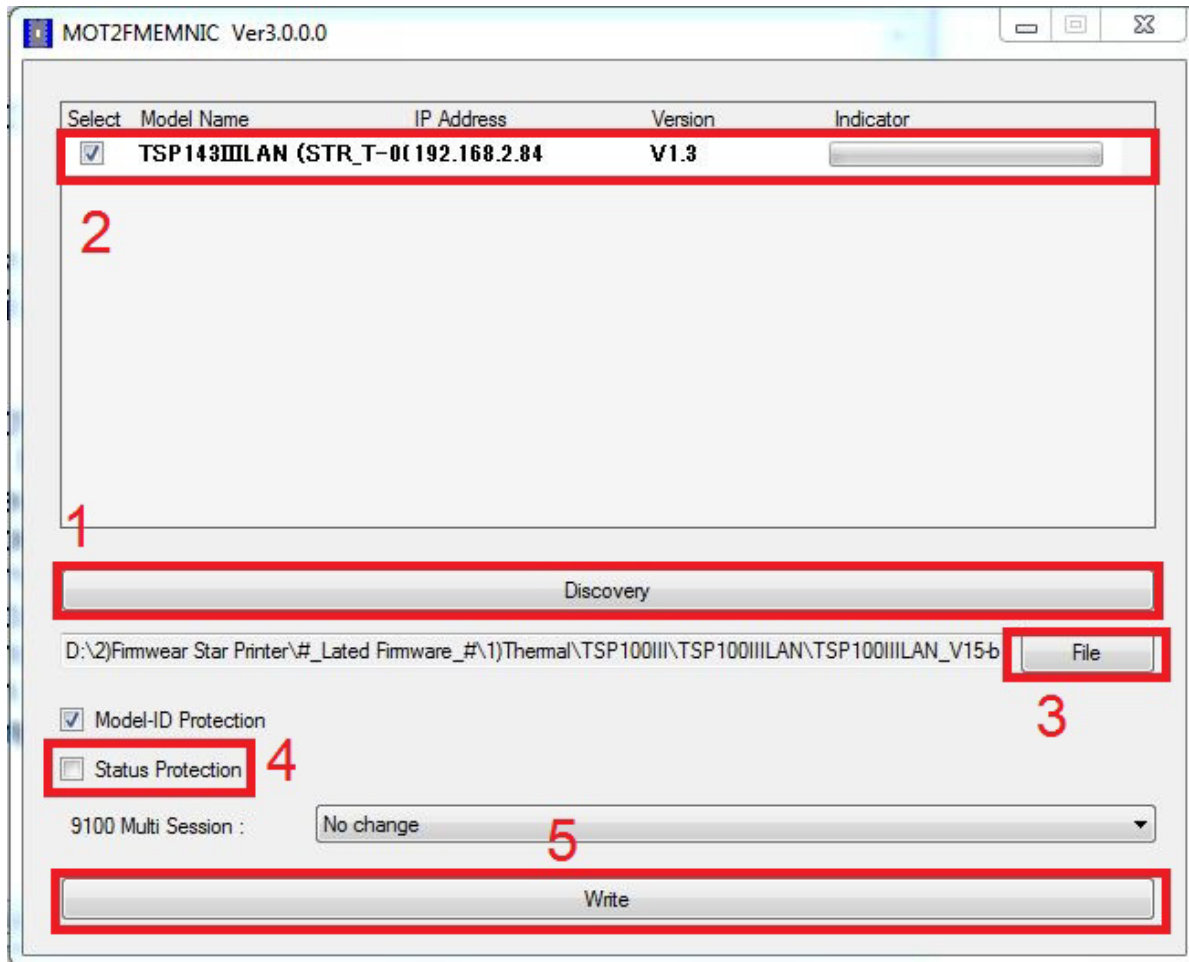 MOT2FMEMNIC Ver3.0.0.0
Select Model Name IP Address Version Indicator
TSP143IIILAN (STR_T-0( 192.168.2.84 V1.3
2
1
Discovery
D:\2)Firmwear Star Printer\#_Lated Firmware_#\1)Thermal\TSP100III\TSP100IIILAN\TSP100IIILAN_V15-b File
3
Model-ID Protection
Status Protection 4
9100 Multi Session : No change
5
Write